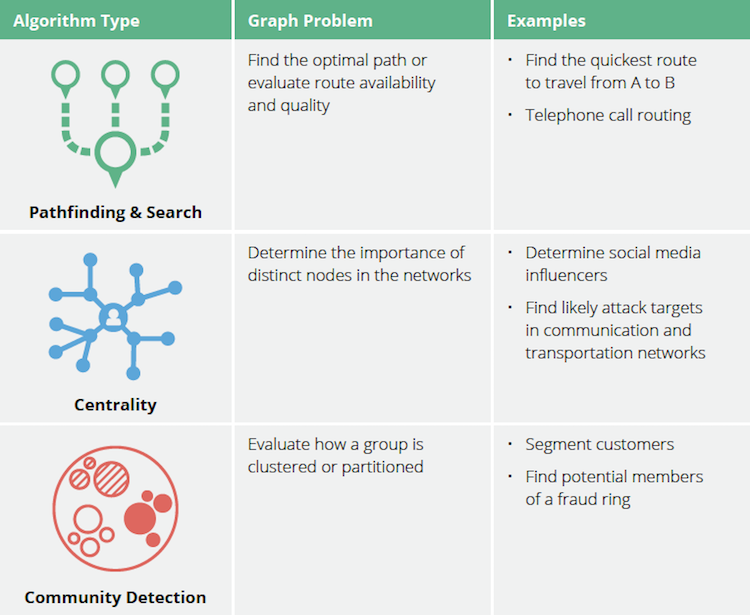 Algorithm Type
Graph Problem
Examples
Pathfinding & Search
Find the optimal path or
evaluate route availability
and quality
• Find the quickest route
to travel from A to B
• Telephone call routing
Centrality
Determine the importance of
distinct nodes in the networks
• Determine social media
influencers
• Find likely attack targets
in communication and
transportation networks
Community Detection
Evaluate how a group is
clustered or partitioned
• Segment customers
• Find potential members
of a fraud ring